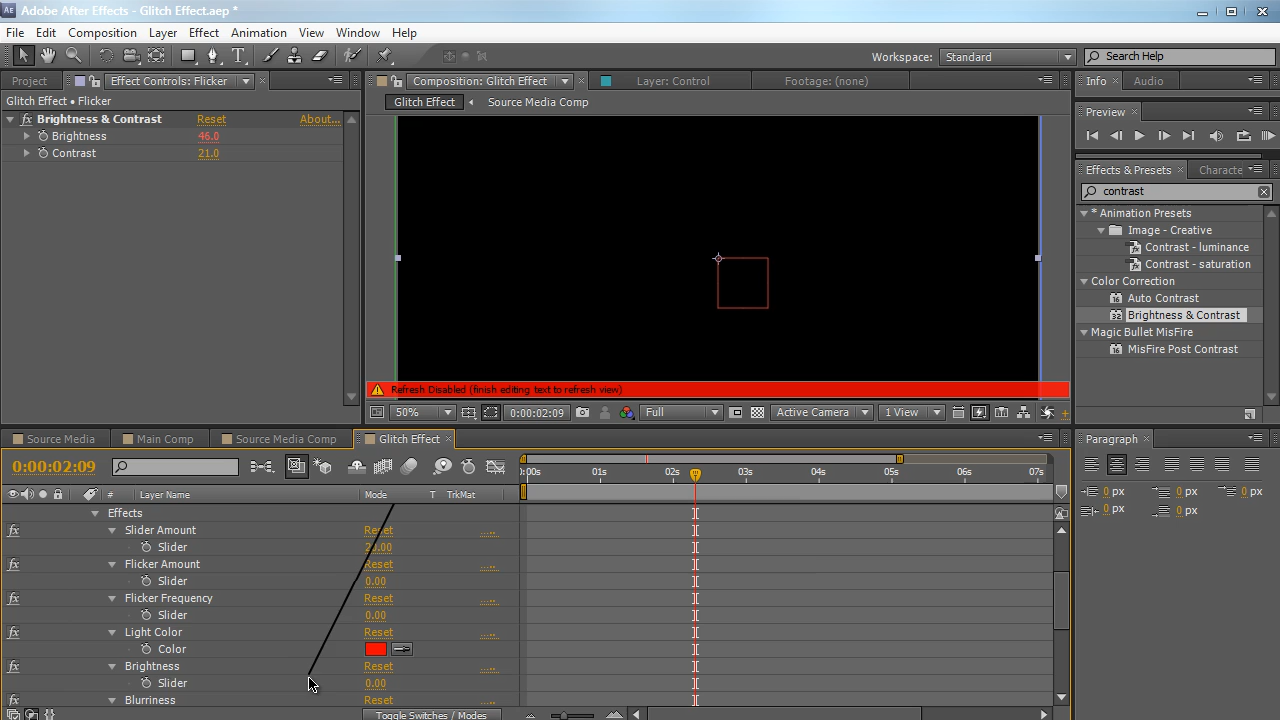 Adobe After Effects - Glitch Effect.aep *
File Edit Composition Layer Effect Animation View Window Help
Workspace: Standard Search Help
Project Effect Controls: Flicker Composition: Glitch Effect Layer: Control Footage: (none) Info Audio
Glitch Effect • Flicker
Glitch Effect Source Media Comp
Preview
Brightness & Contrast Reset About...
Brightness 46.0
Contrast 21.0
Effects & Presets Characte
contrast
* Animation Presets
Image - Creative
Contrast - luminance
Contrast - saturation
Color Correction
Auto Contrast
Brightness & Contrast
Magic Bullet MisFire
MisFire Post Contrast
Refresh Disabled (finish editing text to refresh view)
50% 0:00:02:09 Full Active Camera 1 View
Source Media Main Comp Source Media Comp Glitch Effect Paragraph
0:00:02:09 0:00s 01s 02s 03s 04s 05s 06s 07s
# Layer Name Mode T TrkMat
0 px 0 px 0 px
0 px 0 px
Effects
Slider Amount Reset
Slider
Flicker Amount Reset
Slider 0.00
Flicker Frequency Reset
Slider 0.00
Light Color Reset
Color
Brightness Reset
Slider 0.00
Blurriness Reset
Toggle Switches / Modes